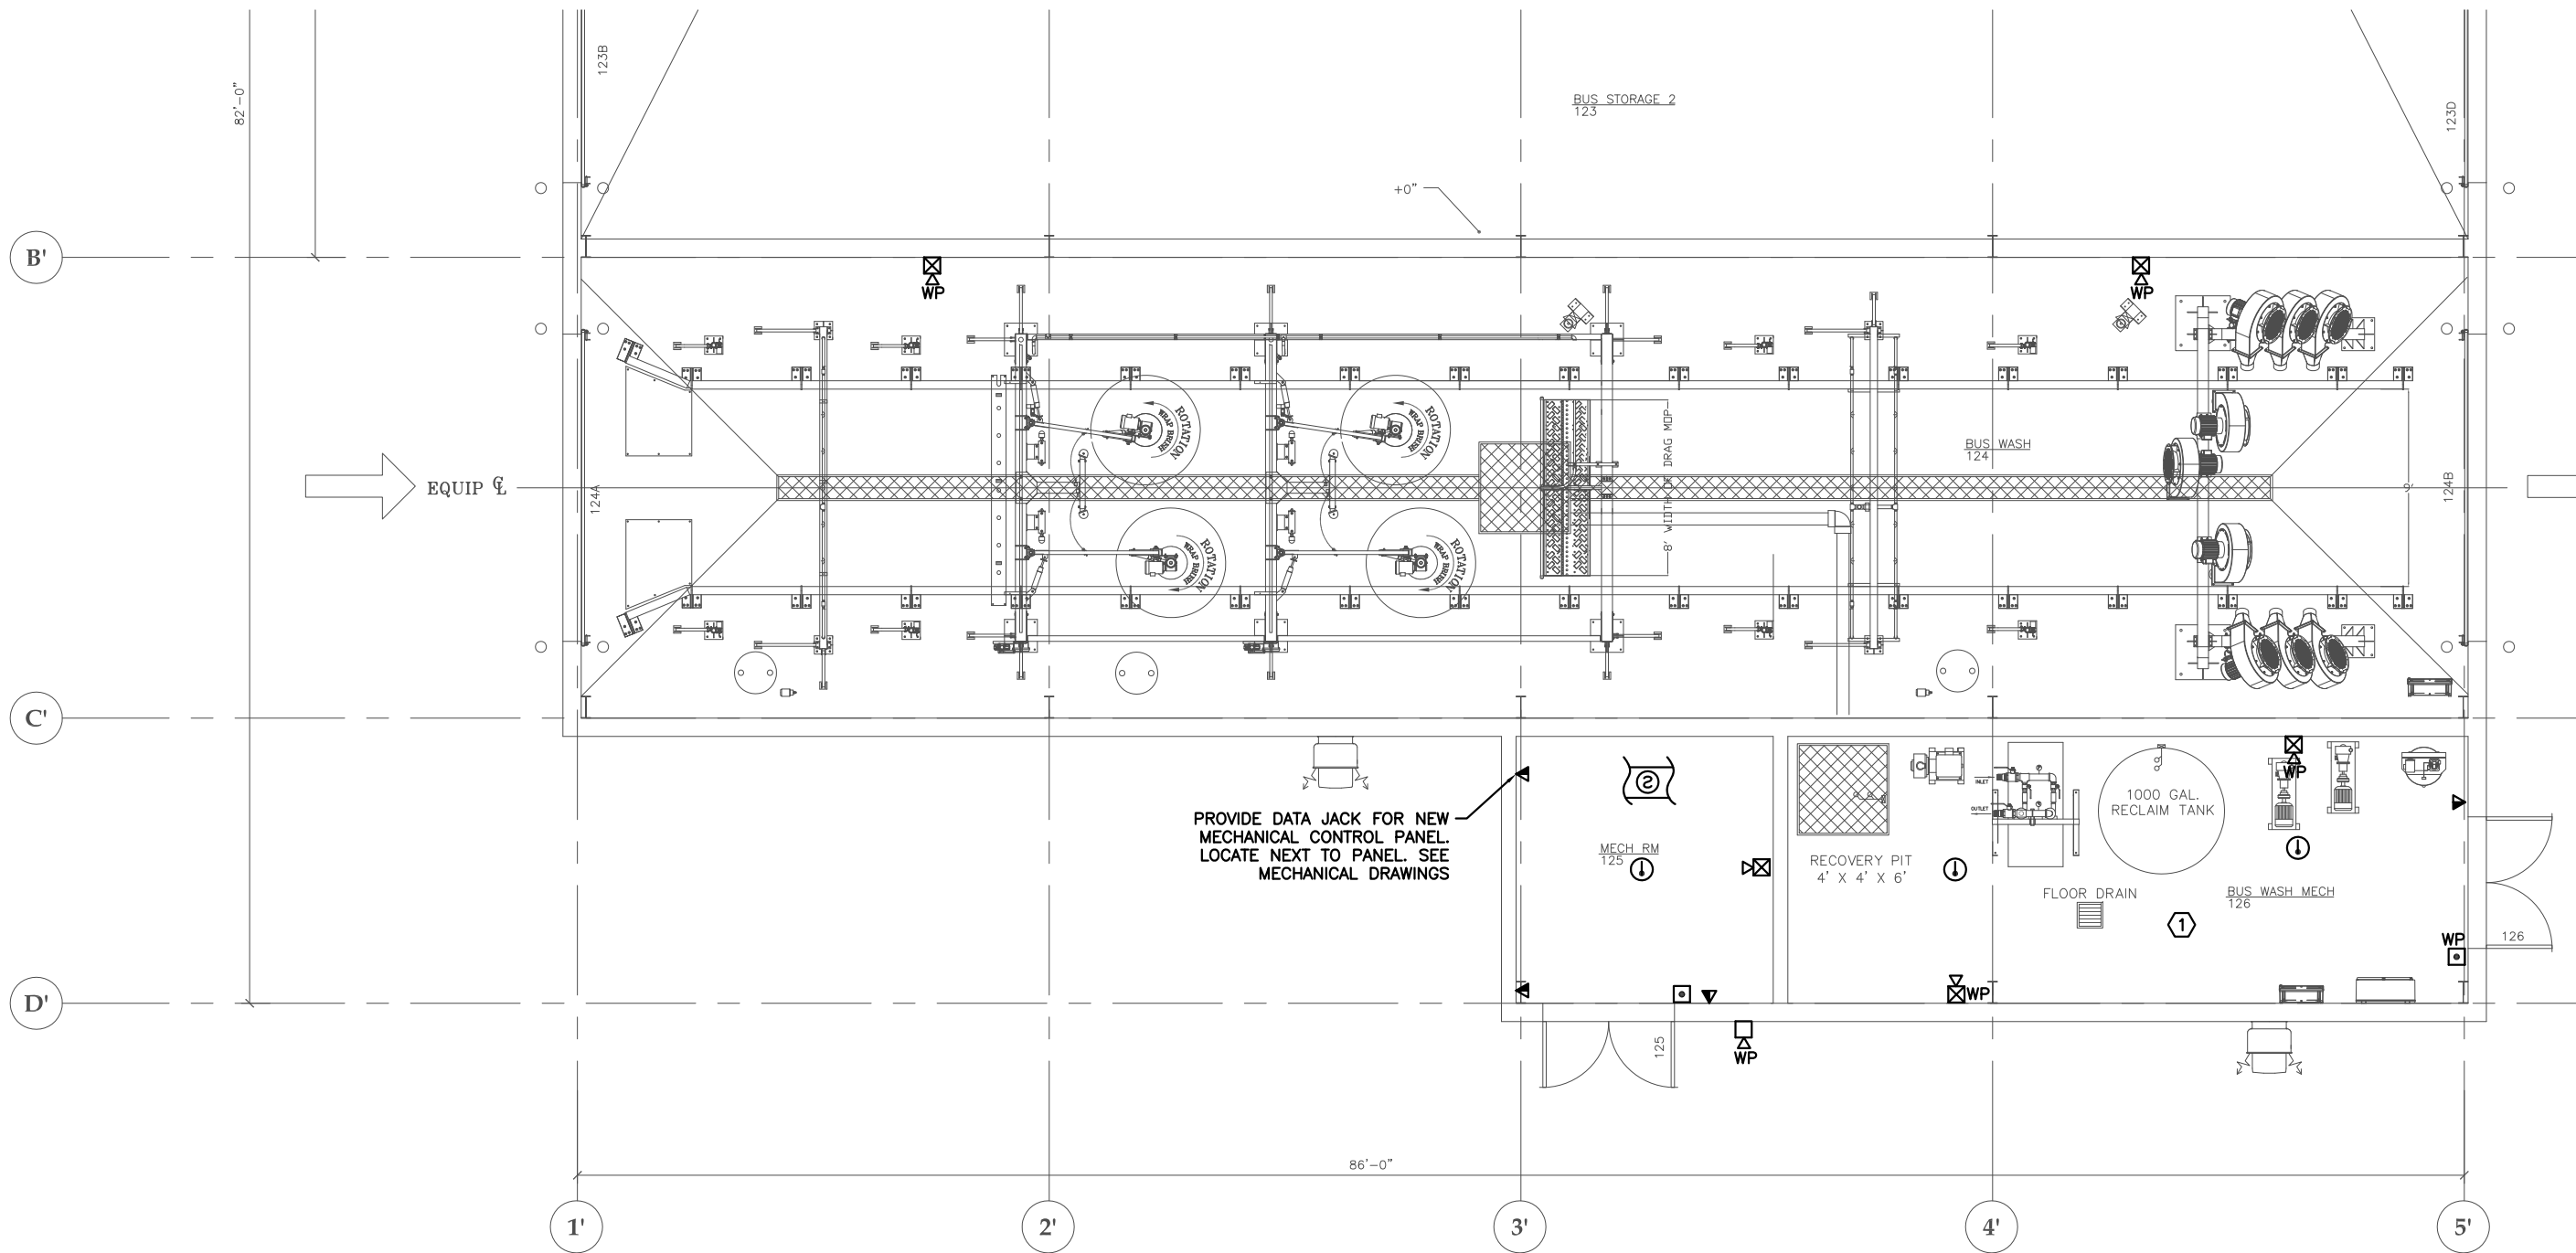 82'-0"
123B
BUS STORAGE 2
123
123D
+0"
B'
WP
WP
ROTATION
WRAP BRUSH
ROTATION
WRAP BRUSH
8' WIDTH OF DRAG MOP
BUS WASH
124
EQUIP ℄
124A
9'
124B
ROTATION
WRAP BRUSH
ROTATION
WRAP BRUSH
C'
PROVIDE DATA JACK FOR NEW
MECHANICAL CONTROL PANEL.
LOCATE NEXT TO PANEL. SEE
MECHANICAL DRAWINGS
S
MECH RM
125
INLET
OUTLET
RECOVERY PIT
4' X 4' X 6'
1000 GAL.
RECLAIM TANK
WP
FLOOR DRAIN
BUS WASH MECH
126
1
WP
126
WP
D'
125
WP
86'-0"
1'
2'
3'
4'
5'